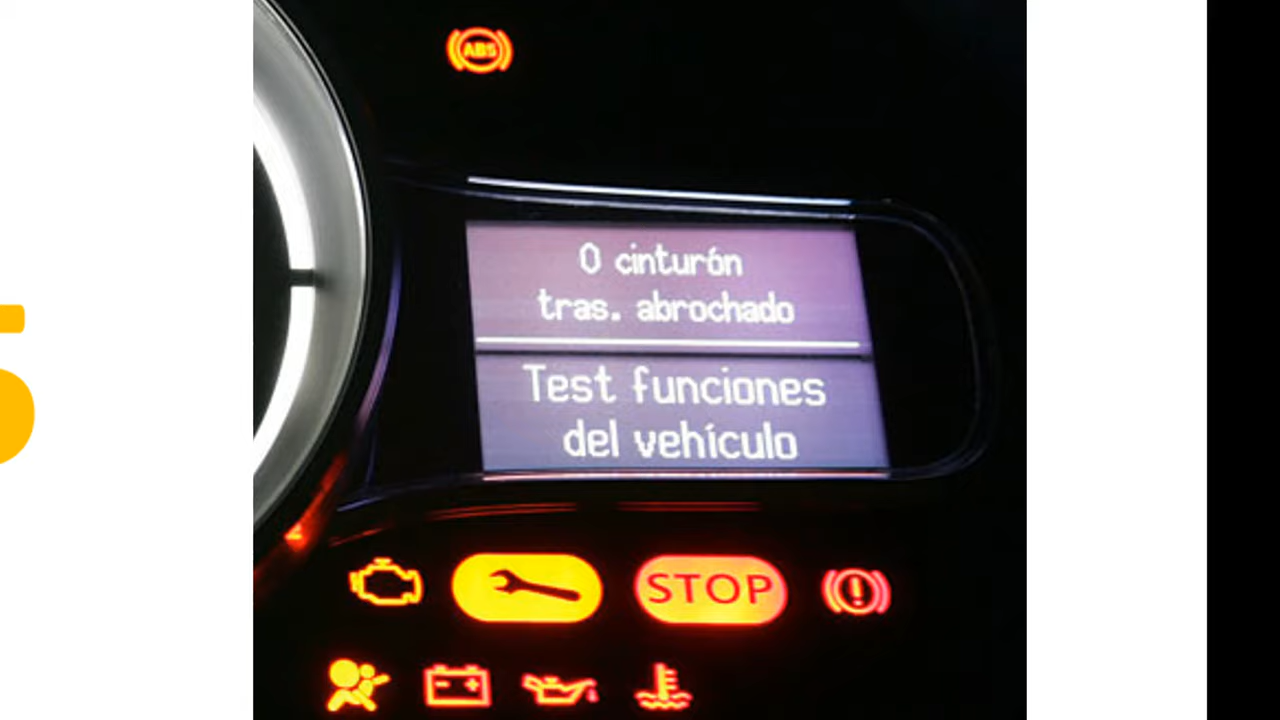 ABS
0 cinturón
tras. abrochado
Test funciones
del vehículo
STOP